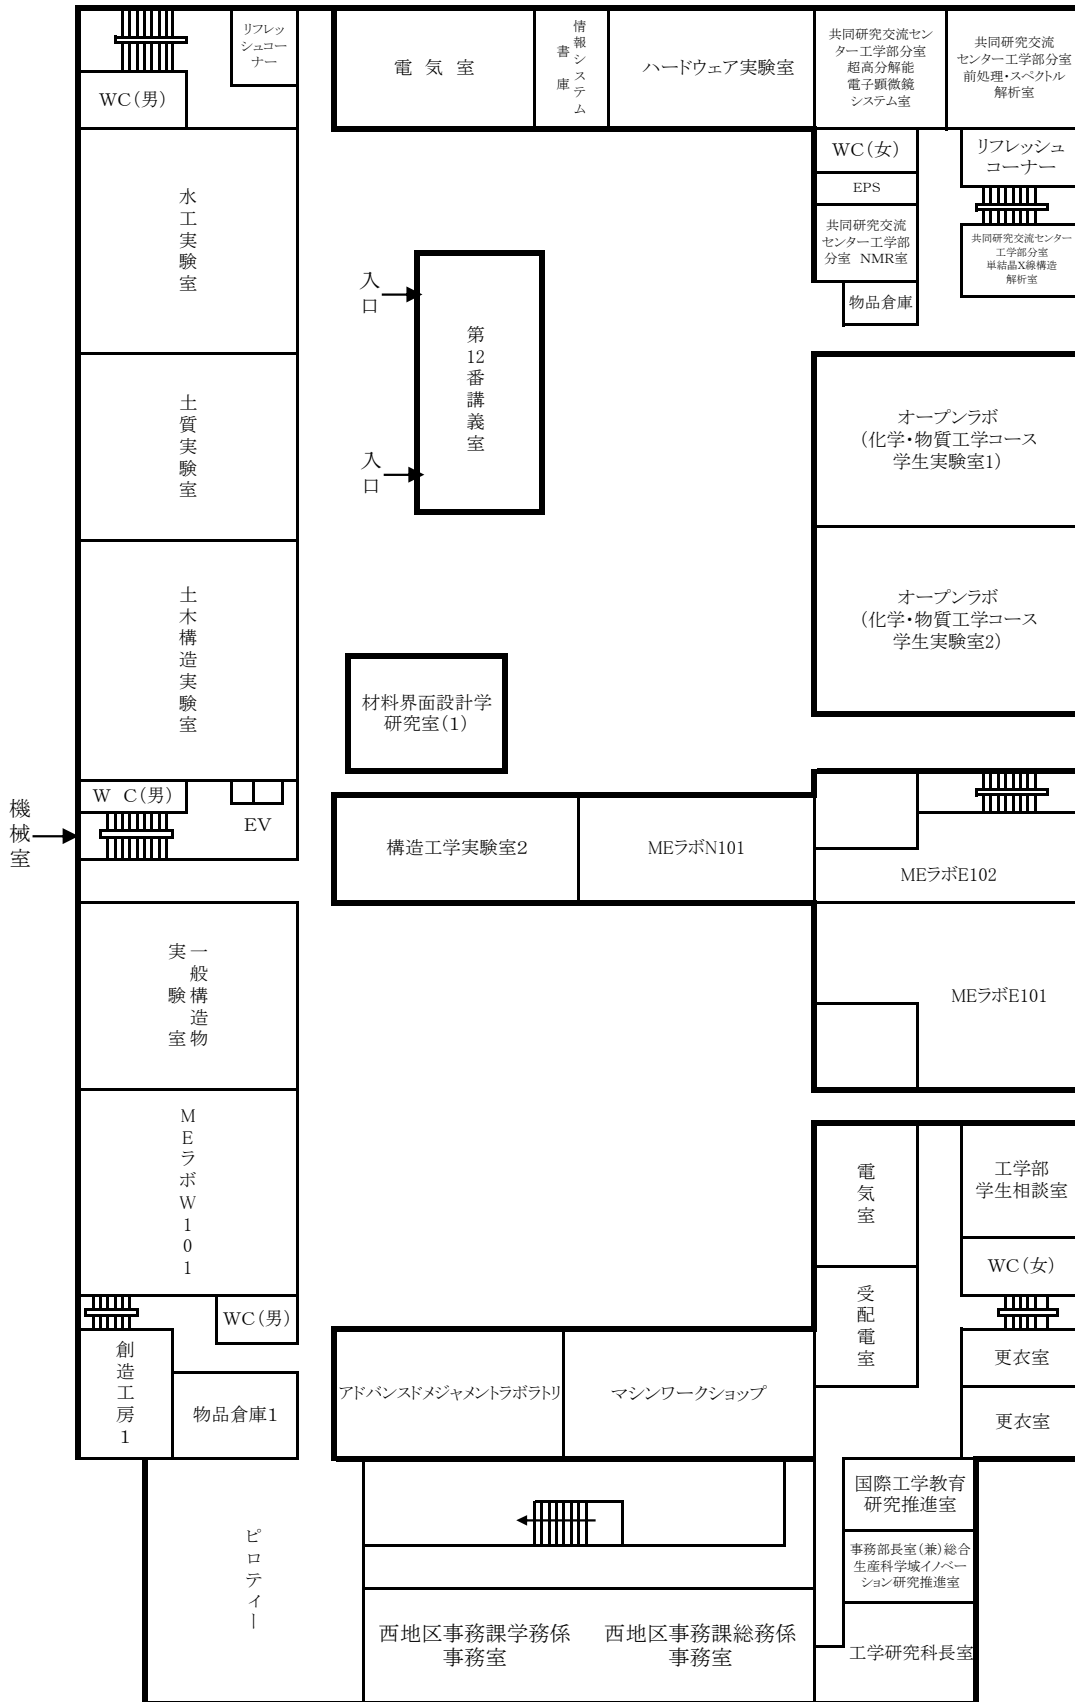 リフレッ
シュコー
ナー
WC（男）
電 気 室
情報システム
書 庫
ハードウェア実験室
共同研究交流セン
ター工学部分室
超高分解能
電子顕微鏡
システム室
共同研究交流
センター工学部分室
前処理・スペクトル
解析室
WC（女）
EPS
共同研究交流
センター工学部
分室 NMR室
物品倉庫
リフレッシュ
コーナー
共同研究交流センター
工学部分室
単結晶X線構造
解析室
水工実験室
入口
第12番講義室
入口
土質実験室
オープンラボ
（化学・物質工学コース
学生実験室1）
オープンラボ
（化学・物質工学コース
学生実験室2）
土木構造実験室
材料界面設計学
研究室（1）
W C（男）
EV
機械室
構造工学実験室2
MEラボN101
MEラボE102
一般構造物
実験室
MEラボE101
MEラボW101
電気室
工学部
学生相談室
WC（女）
受配電室
WC（男）
更衣室
創造工房1
物品倉庫1
アドバンスドメジャメントラボラトリ
マシンワークショップ
更衣室
国際工学教育
研究推進室
事務部長室（兼）総合
生産科学域イノベー
ション研究推進室
ピロティー
西地区事務課学務係
事務室
西地区事務課総務係
事務室
工学研究科長室